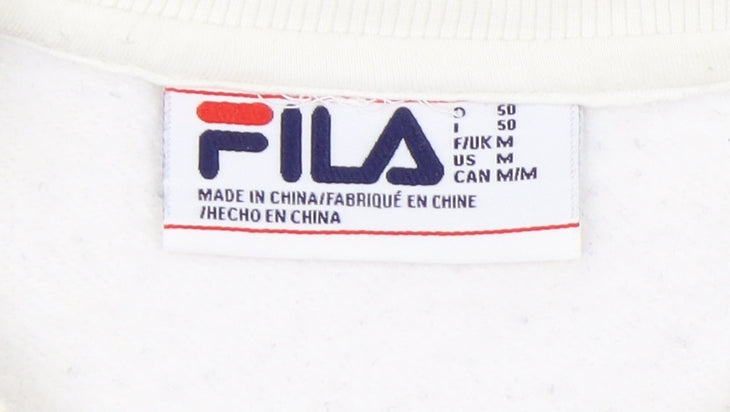 FILA
50
I 50
F/UK M
US M
CAN M/M
MADE IN CHINA/FABRIQUÉ EN CHINE
/HECHO EN CHINA